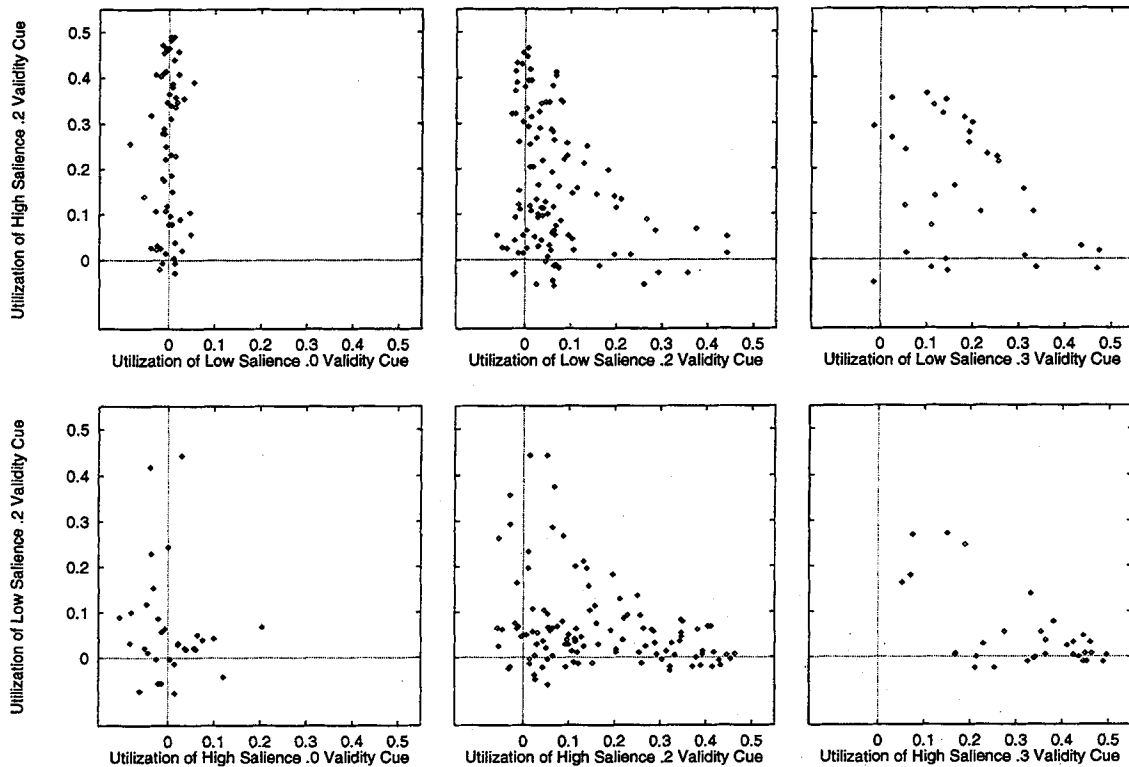 Utilization of High Salience .2 Validity Cue
0.5
0.4
0.3
0.2
0.1
0
0 0.1 0.2 0.3 0.4 0.5
Utilization of Low Salience .0 Validity Cue
0 0.1 0.2 0.3 0.4 0.5
Utilization of Low Salience .2 Validity Cue
0 0.1 0.2 0.3 0.4 0.5
Utilization of Low Salience .3 Validity Cue
Utilization of Low Salience .2 Validity Cue
0.5
0.4
0.3
0.2
0.1
0
0 0.1 0.2 0.3 0.4 0.5
Utilization of High Salience .0 Validity Cue
0 0.1 0.2 0.3 0.4 0.5
Utilization of High Salience .2 Validity Cue
0 0.1 0.2 0.3 0.4 0.5
Utilization of High Salience .3 Validity Cue